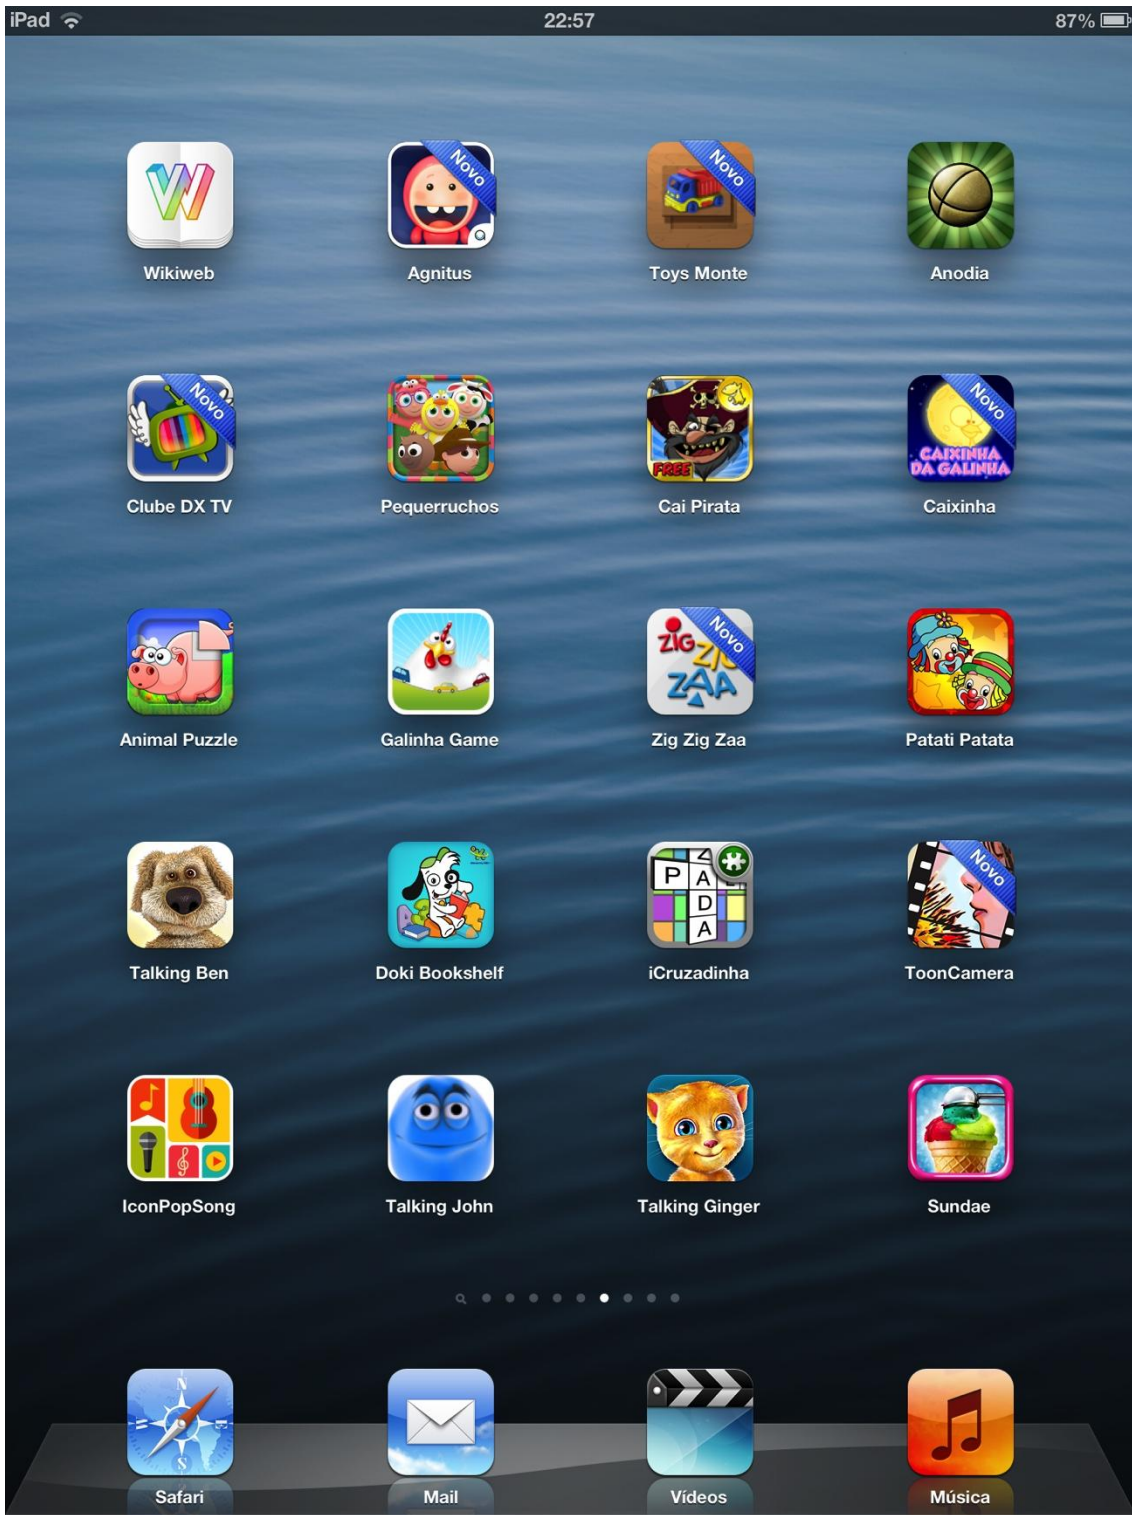 iPad 22:57 87%
Novo Novo
Wikiweb Agnitus Toys Monte Anodia
Novo FREE Novo
CAIXINHA
DA GALINHA
Clube DX TV Pequerruchos Cai Pirata Caixinha
ZIG Novo
ZIG
ZAA
Animal Puzzle Galinha Game Zig Zig Zaa Patati Patata
Novo
P A
D
A
Talking Ben Doki Bookshelf iCruzadinha ToonCamera
IconPopSong Talking John Talking Ginger Sundae
N
S
Safari Mail Vídeos Música